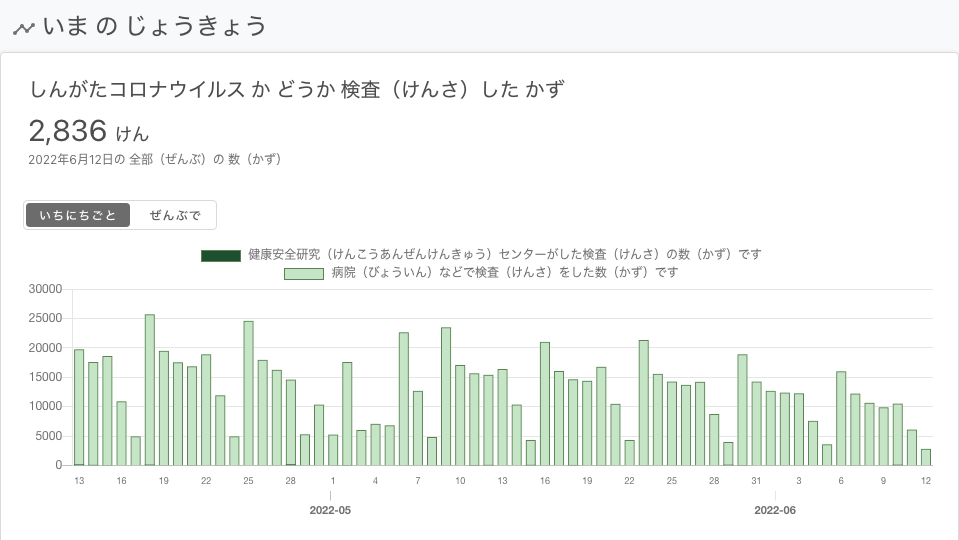 いま の じょうきょう
しんがたコロナウイルス か どうか 検査（けんさ）した かず
2,836 けん
2022年6月12日の 全部（ぜんぶ）の 数（かず）
いちにちごと ぜんぶで
健康安全研究（けんこうあんぜんけんきゅう）センターがした検査（けんさ）の数（かず）です
病院（びょういん）などで検査（けんさ）をした数（かず）です
30000
25000
20000
15000
10000
5000
0
13 16 19 22 25 28 1 4 7 10 13 16 19 22 25 28 31 3 6 9 12
2022-05 2022-06